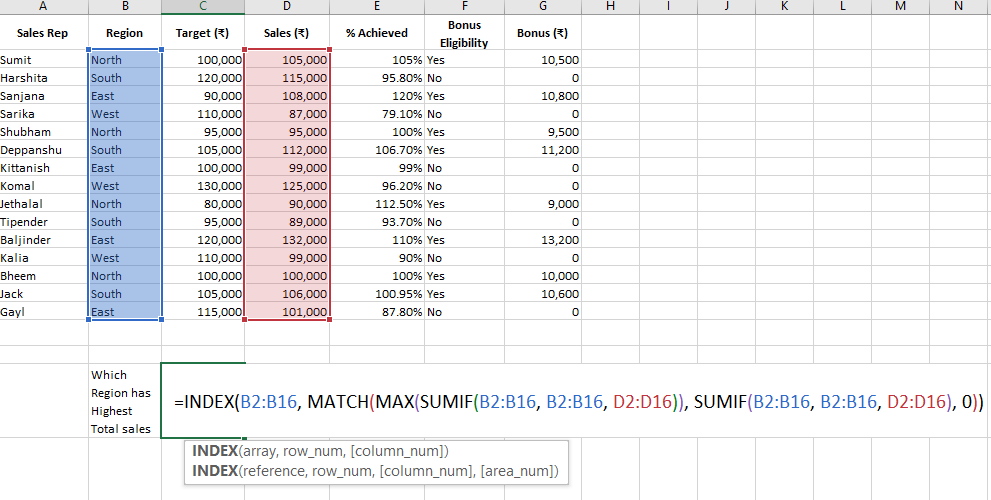 A B C D E F G H I J K L M N
Sales Rep Region Target (₹) Sales (₹) % Achieved Bonus Eligibility Bonus (₹)
Sumit North 100,000 105,000 105% Yes 10,500
Harshita South 120,000 115,000 95.80% No 0
Sanjana East 90,000 108,000 120% Yes 10,800
Sarika West 110,000 87,000 79.10% No 0
Shubham North 95,000 95,000 100% Yes 9,500
Deppanshu South 105,000 112,000 106.70% Yes 11,200
Kittanish East 100,000 99,000 99% No 0
Komal West 130,000 125,000 96.20% No 0
Jethalal North 80,000 90,000 112.50% Yes 9,000
Tipender South 95,000 89,000 93.70% No 0
Baljinder East 120,000 132,000 110% Yes 13,200
Kalia West 110,000 99,000 90% No 0
Bheem North 100,000 100,000 100% Yes 10,000
Jack South 105,000 106,000 100.95% Yes 10,600
Gayl East 115,000 101,000 87.80% No 0
Which
Region has
Highest
Total sales
=INDEX(B2:B16, MATCH(MAX(SUMIF(B2:B16, B2:B16, D2:D16)), SUMIF(B2:B16, B2:B16, D2:D16), 0))
INDEX(array, row_num, [column_num])
INDEX(reference, row_num, [column_num], [area_num])